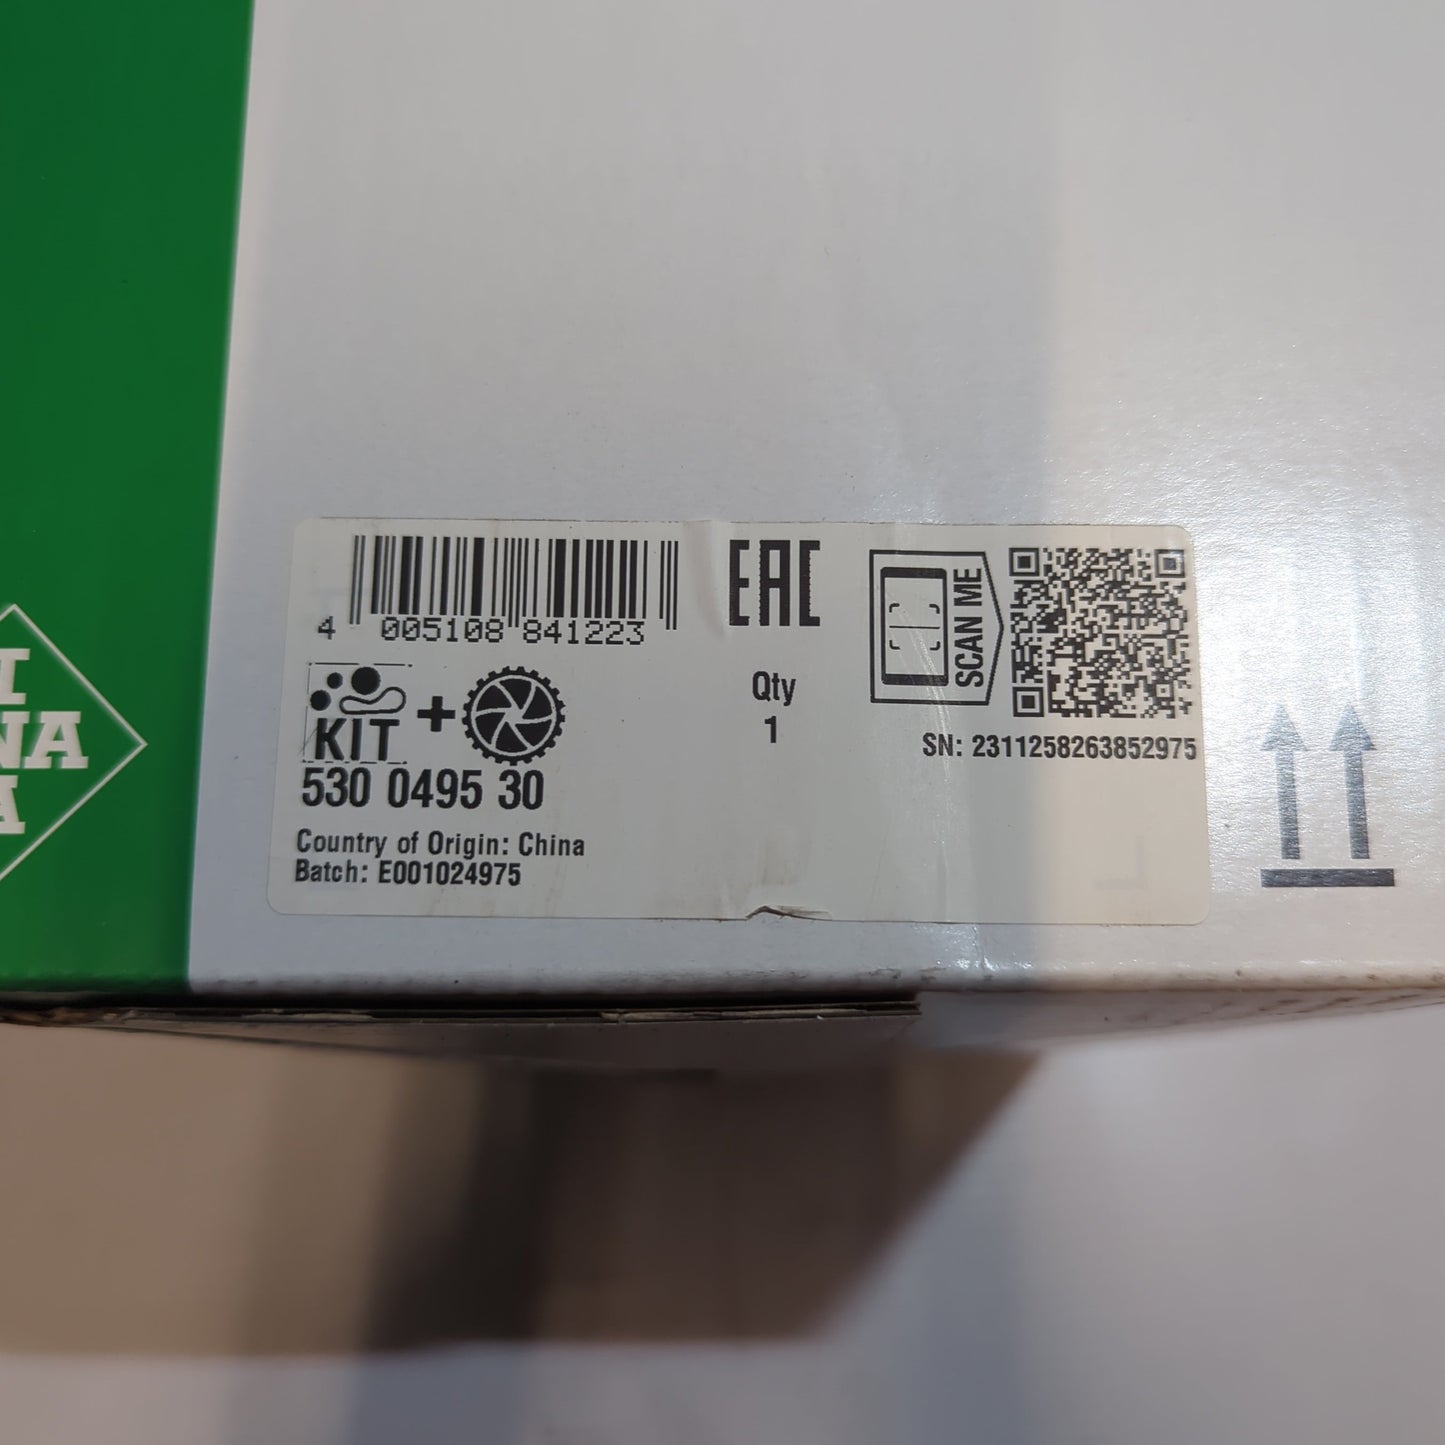 I
NA
A
4 005108 841223
EAC
SCAN ME
KIT +
Qty
1
SN: 2311258263852975
530 0495 30
Country of Origin: China
Batch: E001024975